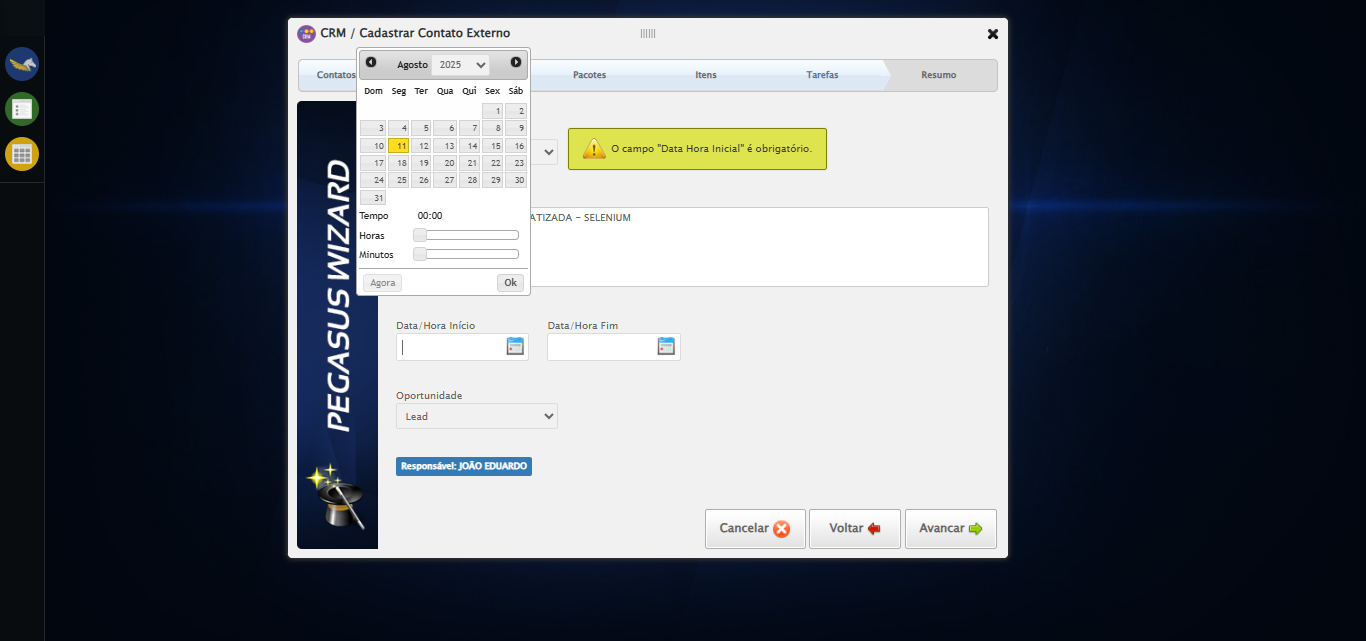 CRM / Cadastrar Contato Externo
Contatos
Pacotes
Itens
Tarefas
Resumo
Agosto 2025
Dom Seg Ter Qua Qui Sex Sáb
1 2
3 4 5 6 7 8 9
10 11 12 13 14 15 16
17 18 19 20 21 22 23
24 25 26 27 28 29 30
31
Tempo 00:00
Horas
Minutos
Agora Ok
O campo "Data Hora Inicial" é obrigatório.
ATIZADA - SELENIUM
PEGASUS WIZARD
Data/Hora Início
Data/Hora Fim
Oportunidade
Lead
Responsável: JOÃO EDUARDO
Cancelar
Voltar
Avancar